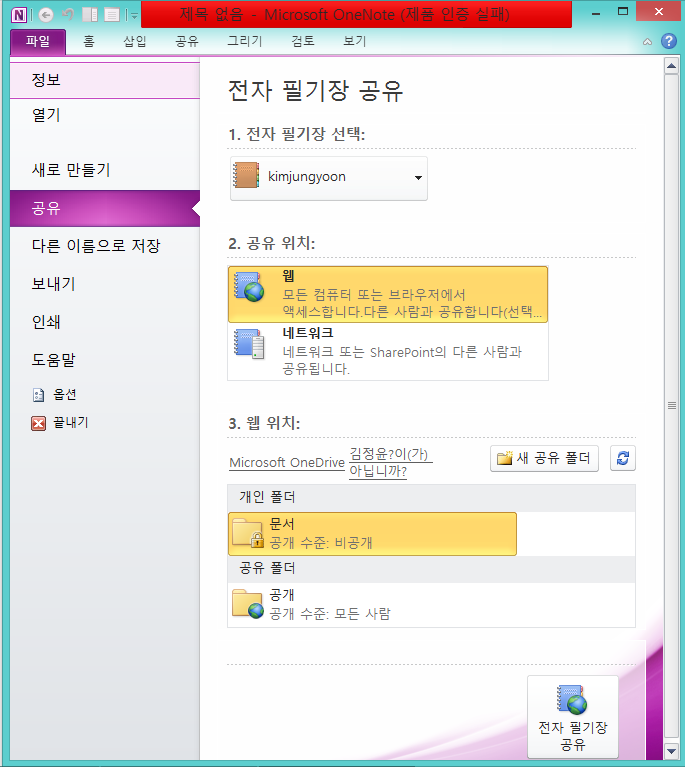 제목 없음 - Microsoft OneNote (제품 인증 실패)
파일 홈 삽입 공유 그리기 검토 보기
정보
열기
새로 만들기
공유
다른 이름으로 저장
보내기
인쇄
도움말
옵션
끝내기
전자 필기장 공유
1. 전자 필기장 선택:
kimjungyoon
2. 공유 위치:
웹
모든 컴퓨터 또는 브라우저에서
액세스합니다.다른 사람과 공유합니다(선택...
네트워크
네트워크 또는 SharePoint의 다른 사람과
공유됩니다.
3. 웹 위치:
Microsoft OneDrive 김정윤?이(가)
아닙니까?
새 공유 폴더
개인 폴더
문서
공개 수준: 비공개
공유 폴더
공개
공개 수준: 모든 사람
전자 필기장
공유